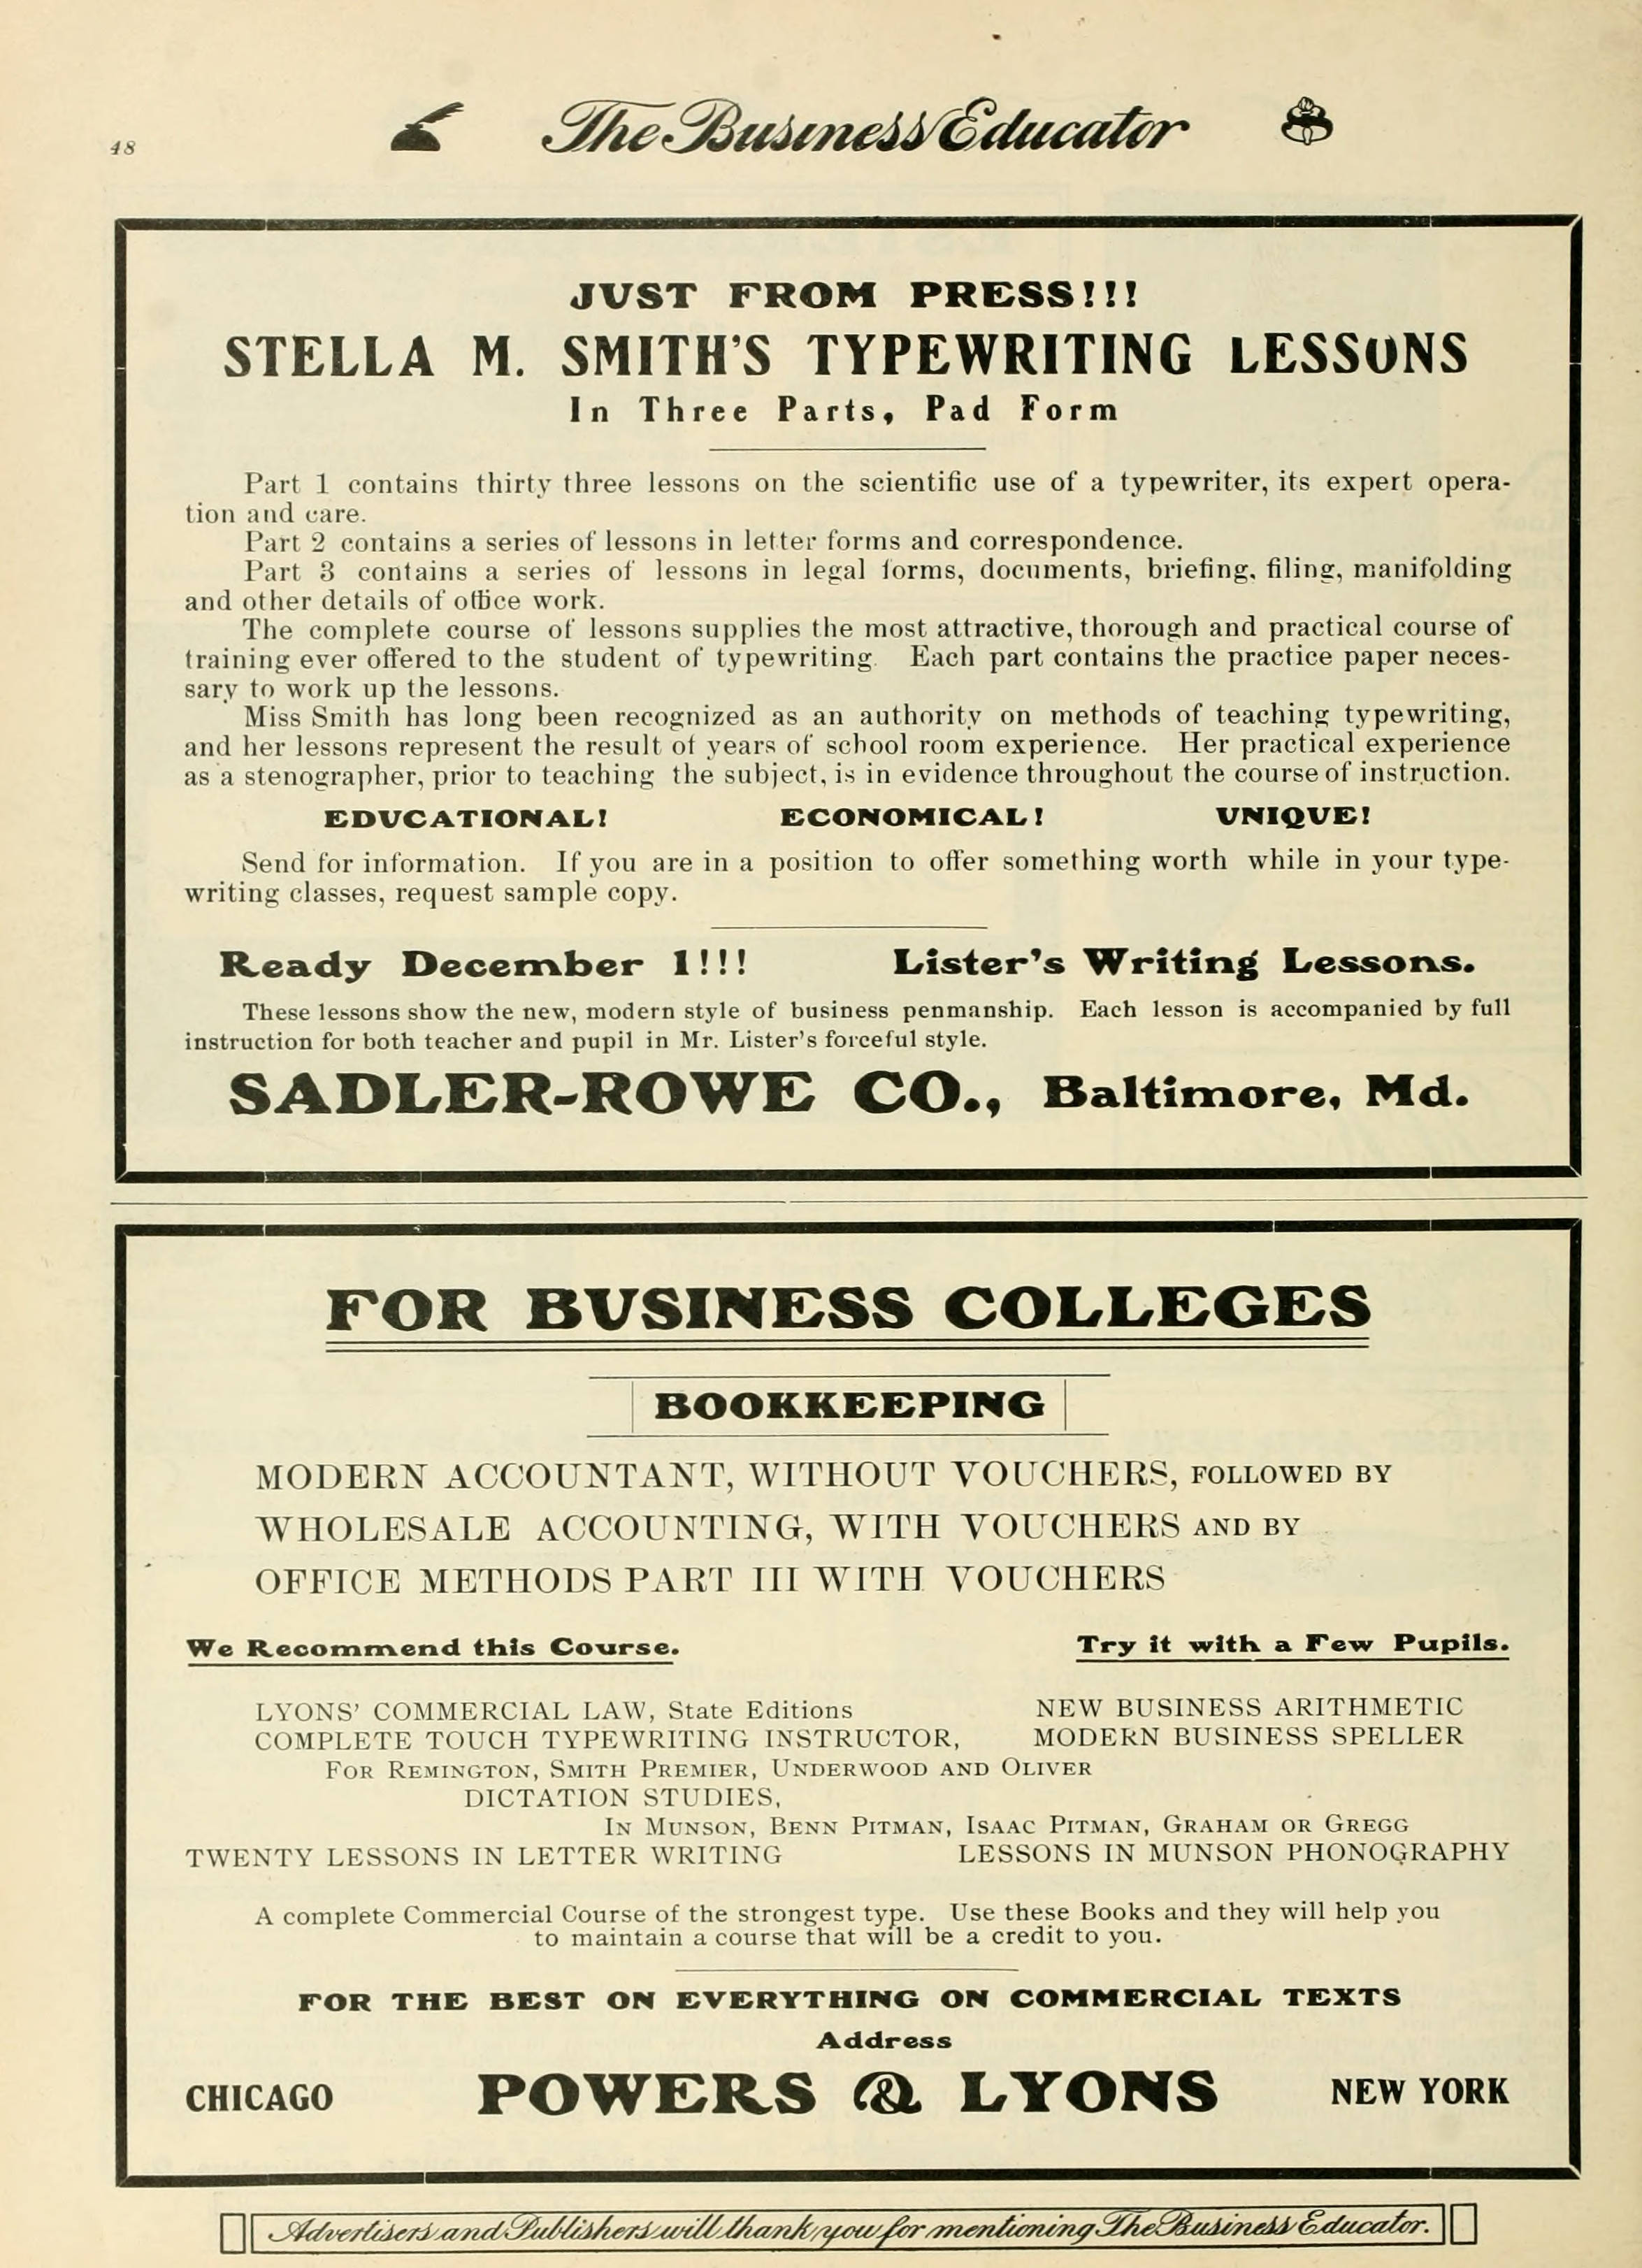 48
The Business Educator
JUST FROM PRESS!!!
STELLA M. SMITH'S TYPEWRITING LESSONS
In Three Parts, Pad Form
Part 1 contains thirty three lessons on the scientific use of a typewriter, its expert opera-
tion and care.
Part 2 contains a series of lessons in letter forms and correspondence.
Part 3 contains a series of lessons in legal forms, documents, briefing, filing, manifolding
and other details of office work.
The complete course of lessons supplies the most attractive, thorough and practical course of
training ever offered to the student of typewriting. Each part contains the practice paper neces-
sary to work up the lessons.
Miss Smith has long been recognized as an authority on methods of teaching typewriting,
and her lessons represent the result of years of school room experience. Her practical experience
as a stenographer, prior to teaching the subject, is in evidence throughout the course of instruction.
EDUCATIONAL! ECONOMICAL! UNIQUE!
Send for information. If you are in a position to offer something worth while in your type-
writing classes, request sample copy.
Ready December 1!!! Lister's Writing Lessons.
These lessons show the new, modern style of business penmanship. Each lesson is accompanied by full
instruction for both teacher and pupil in Mr. Lister's forceful style.
SADLER-ROWE CO., Baltimore, Md.
FOR BUSINESS COLLEGES
BOOKKEEPING
MODERN ACCOUNTANT, WITHOUT VOUCHERS, FOLLOWED BY
WHOLESALE ACCOUNTING, WITH VOUCHERS AND BY
OFFICE METHODS PART III WITH VOUCHERS
We Recommend this Course. Try it with a Few Pupils.
LYONS' COMMERCIAL LAW, State Editions NEW BUSINESS ARITHMETIC
COMPLETE TOUCH TYPEWRITING INSTRUCTOR, MODERN BUSINESS SPELLER
FOR REMINGTON, SMITH PREMIER, UNDERWOOD AND OLIVER
DICTATION STUDIES,
IN MUNSON, BENN PITMAN, ISAAC PITMAN, GRAHAM OR GREGG
TWENTY LESSONS IN LETTER WRITING LESSONS IN MUNSON PHONOGRAPHY
A complete Commercial Course of the strongest type. Use these Books and they will help you
to maintain a course that will be a credit to you.
FOR THE BEST ON EVERYTHING ON COMMERCIAL TEXTS
Address
CHICAGO POWERS & LYONS NEW YORK
Advertisers and Publishers will thank you for mentioning The Business Educator.